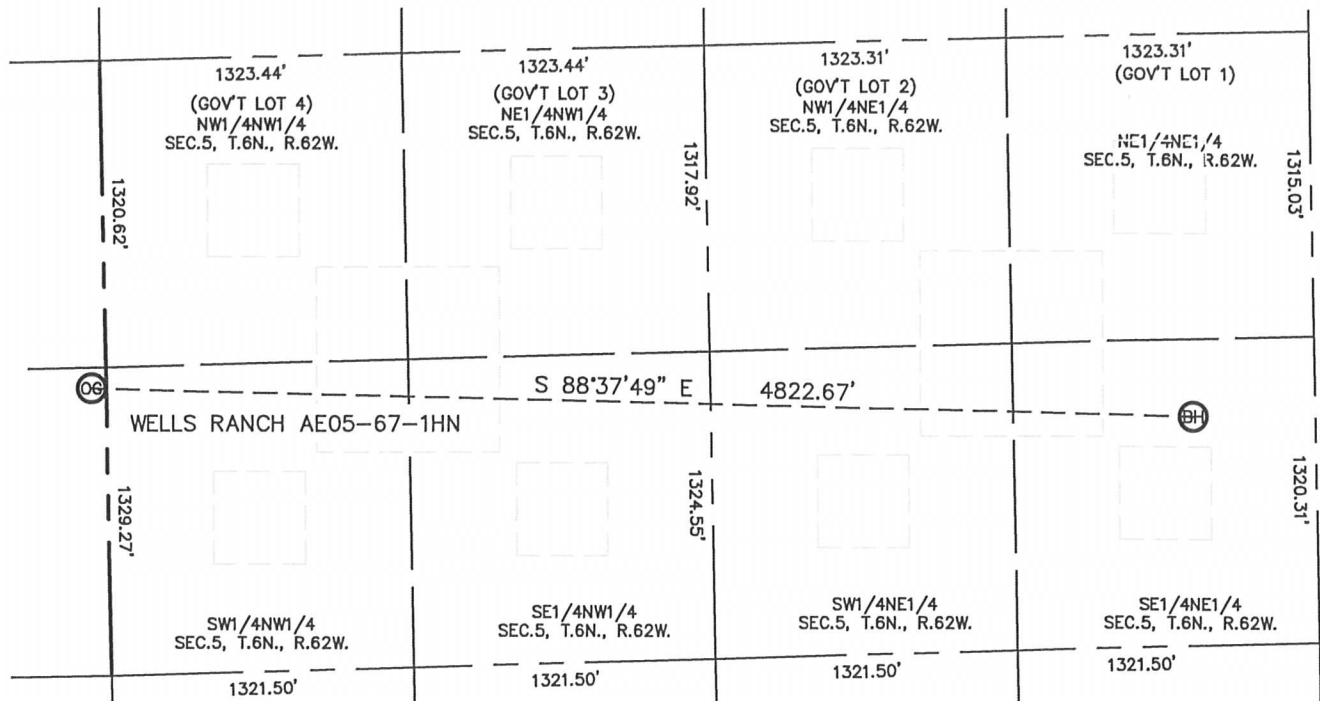 1323.44'
1323.44'
1323.31'
1323.31'
(GOV'T LOT 4)
NW1/4NW1/4
SEC.5, T.6N., R.62W.
(GOV'T LOT 3)
NE1/4NW1/4
SEC.5, T.6N., R.62W.
(GOV'T LOT 2)
NW1/4NE1/4
SEC.5, T.6N., R.62W.
(GOV'T LOT 1)
NE1/4NE1/4
SEC.5, T.6N., R.62W.
1320.62'
1317.92'
1315.03'
OG
S 88°37'49" E 4822.67'
BH
WELLS RANCH AE05-67-1HN
1329.27'
1324.55'
1320.31'
SW1/4NW1/4
SEC.5, T.6N., R.62W.
SE1/4NW1/4
SEC.5, T.6N., R.62W.
SW1/4NE1/4
SEC.5, T.6N., R.62W.
SE1/4NE1/4
SEC.5, T.6N., R.62W.
1321.50'
1321.50'
1321.50'
1321.50'